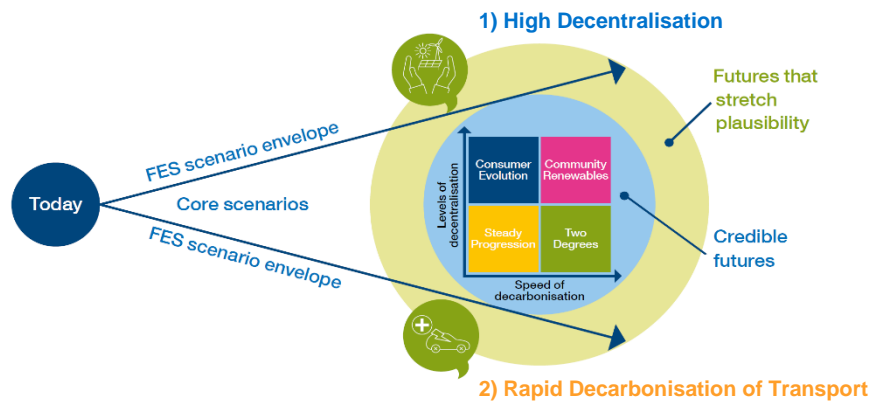 1) High Decentralisation
Futures that
stretch
plausibility
FES scenario envelope
Today
Core scenarios
FES scenario envelope
Levels of
decentralisation
Consumer
Evolution
Community
Renewables
Steady
Progression
Two
Degrees
Speed of
decarbonisation
Credible
futures
2) Rapid Decarbonisation of Transport